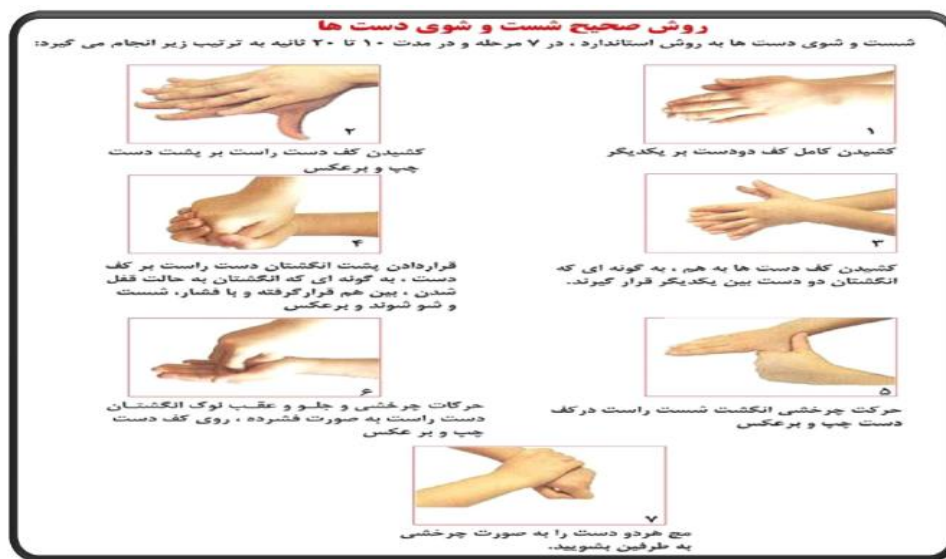 روش صحیح شست و شوی دست ها
شست و شوی دست ها به روش استاندارد ، در ۷ مرحله و در مدت ۱۰ تا ۲۰ ثانیه به ترتیب زیر انجام می گیرد:
۱
کشیدن کامل کف دودست بر یکدیگر
۲
کشیدن کف دست راست بر پشت دست
چپ و برعکس
۳
کشیدن کف دست ها به هم ، به گونه ای که
انگشتان دو دست بین یکدیگر قرار گیرند.
۴
قراردادن پشت انگشتان دست راست بر کف
دست ، به گونه ای که انگشتان به حالت قفل
شدن ، بین هم قرارگرفته و با فشار، شست
و شو شوند و برعکس
۵
حرکت چرخشی انگشت شست راست درکف
دست چپ و برعکس
۶
حرکات چرخشی و جلو و عقب نوک انگشتان
دست راست به صورت فشرده ، روی کف دست
چپ و بر عکس
۷
مچ هردو دست را به صورت چرخشی
به طرفین بشویید.